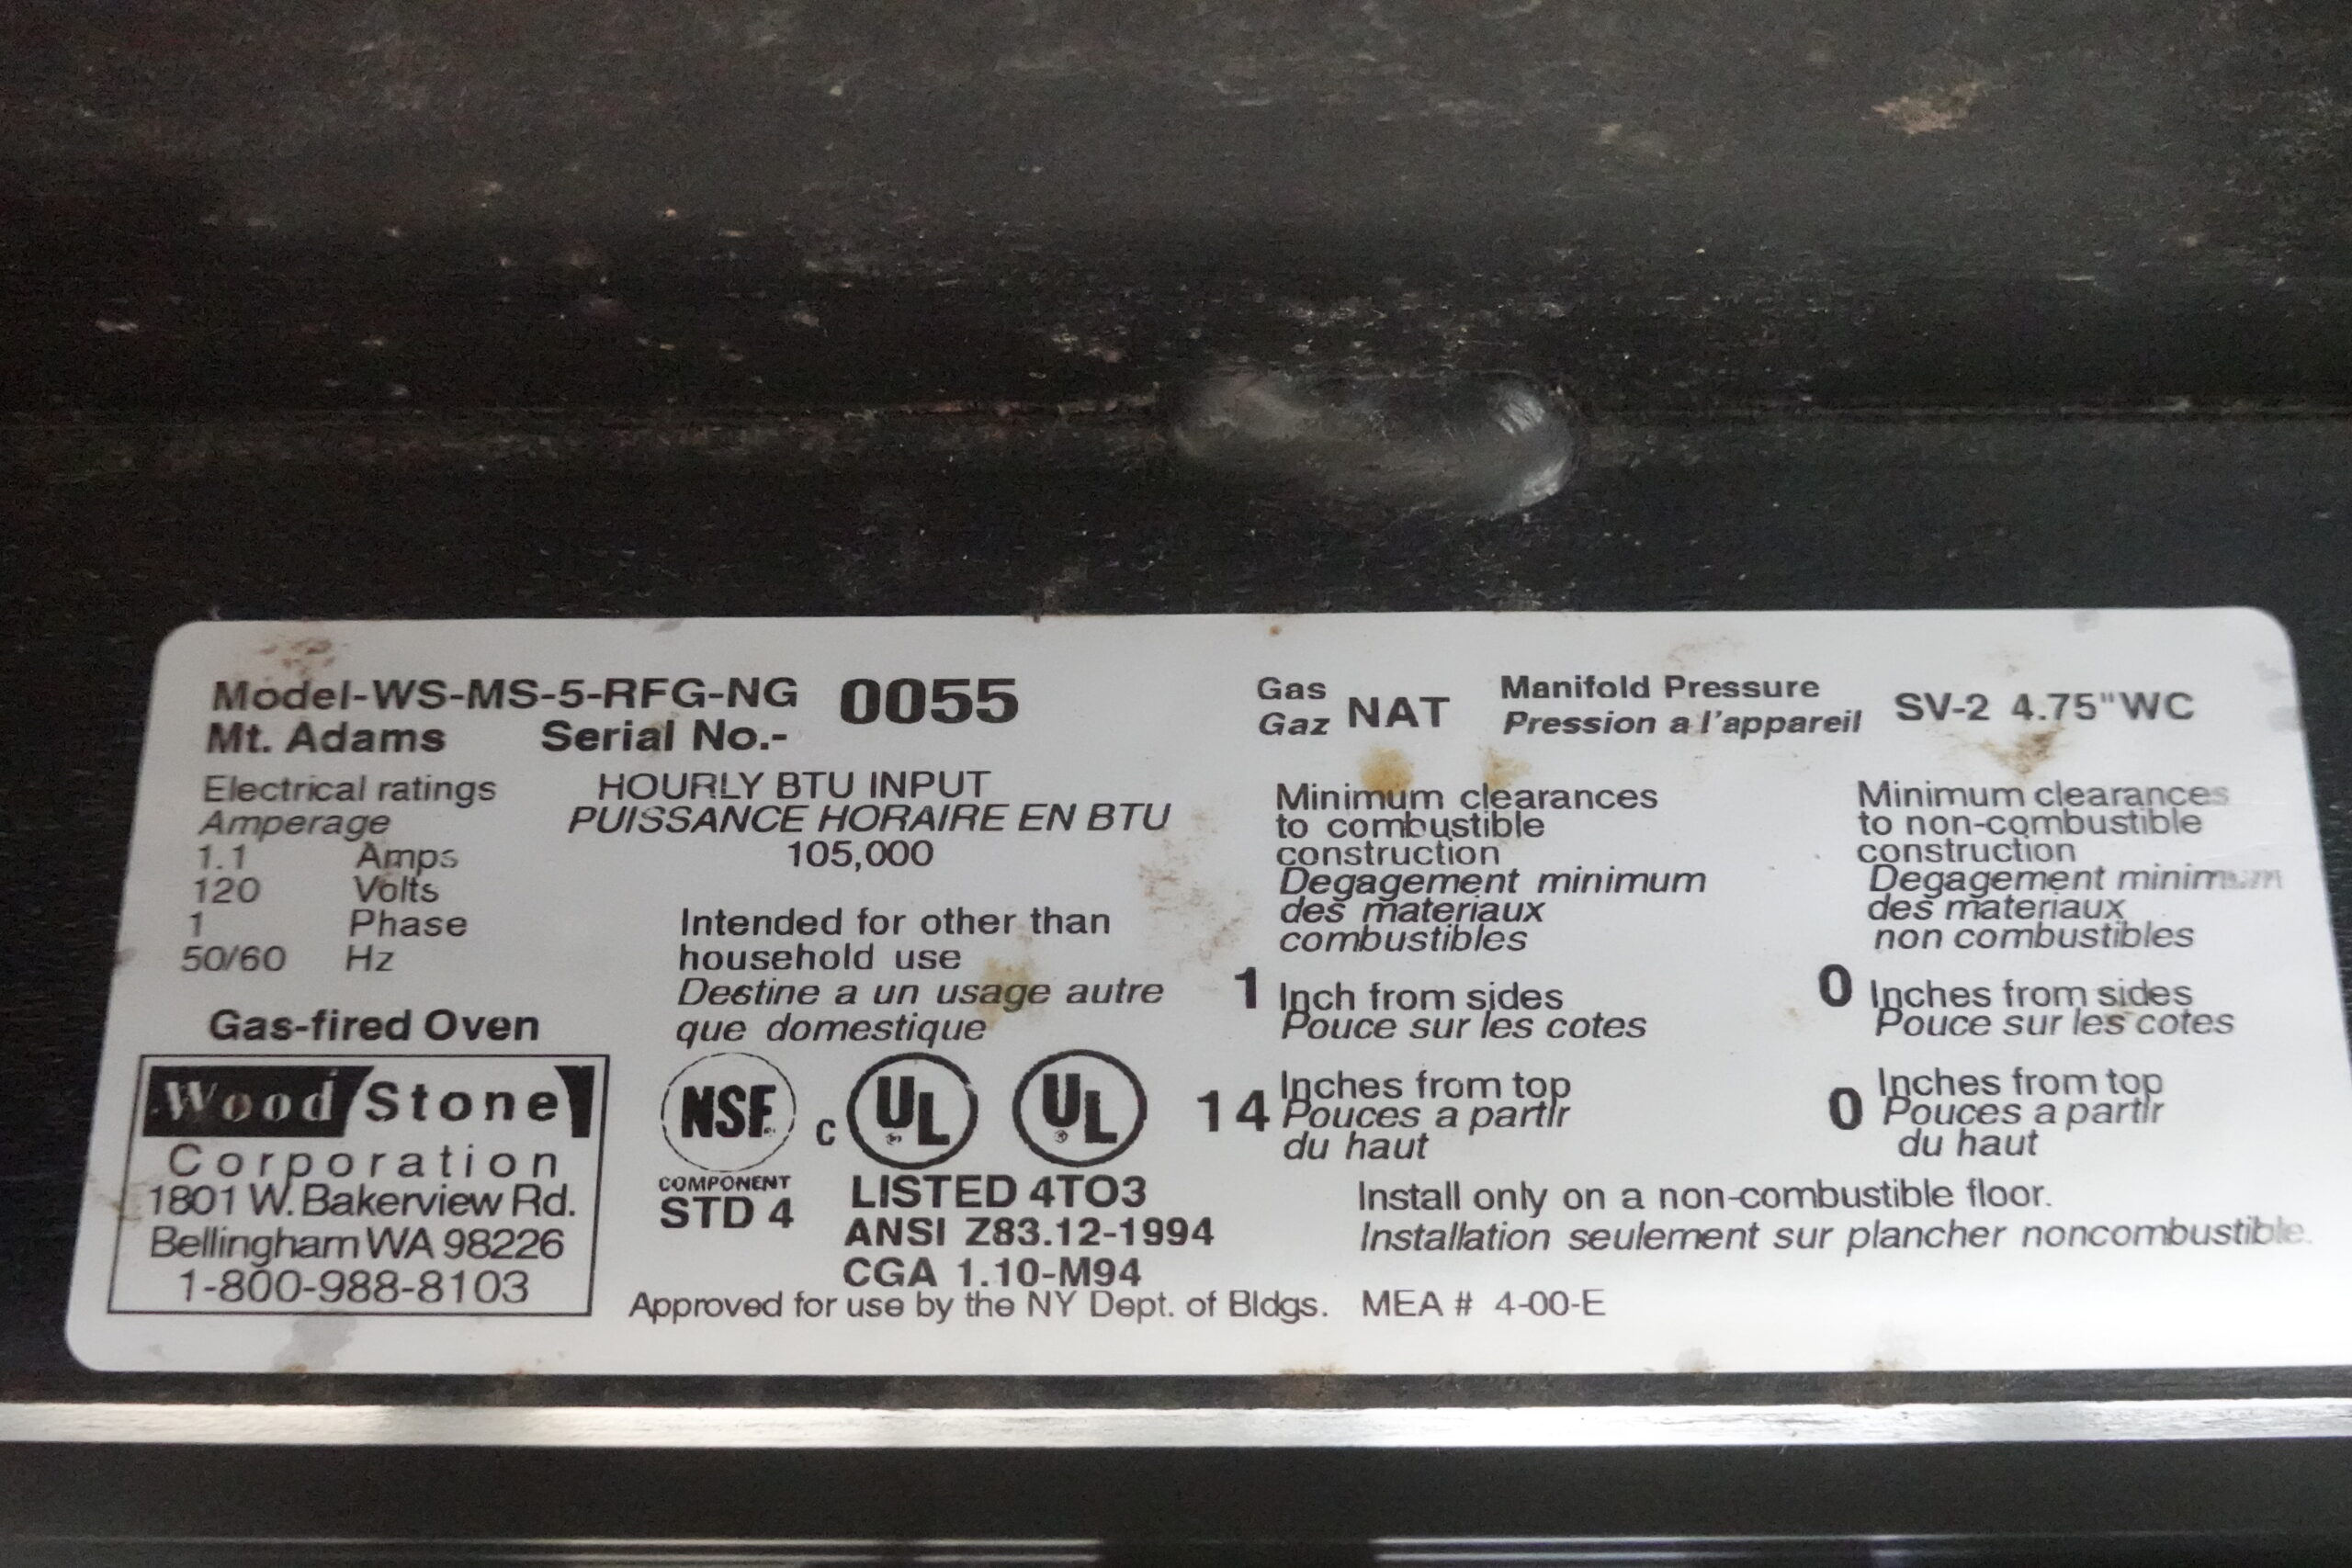 Model-WS-MS-5-RFG-NG 0055
Mt. Adams Serial No.-
Electrical ratings
Amperage
1.1 Amps
120 Volts
1 Phase
50/60 Hz
HOURLY BTU INPUT
PUISSANCE HORAIRE EN BTU
105,000
Intended for other than
household use
Destine a un usage autre
que domestique
Gas-fired Oven
Wood Stone
Corporation
1801 W. Bakerview Rd.
Bellingham WA 98226
1-800-988-8103
NSF
COMPONENT
STD 4
C UL UL
LISTED 4TO3
ANSI Z83.12-1994
CGA 1.10-M94
Approved for use by the NY Dept. of Bldgs. MEA # 4-00-E
Gas
Gaz NAT
Manifold Pressure
Pression a l'appareil
SV-2 4.75"WC
Minimum clearances
to combustible
construction
Degagement minimum
des materiaux
combustibles
1 Inch from sides
Pouce sur les cotes
14 Inches from top
Pouces a partir
du haut
Minimum clearances
to non-combustible
construction
Degagement minimum
des materiaux
non combustibles
0 Inches from sides
Pouce sur les cotes
0 Inches from top
Pouces a partir
du haut
Install only on a non-combustible floor.
Installation seulement sur plancher noncombustible.